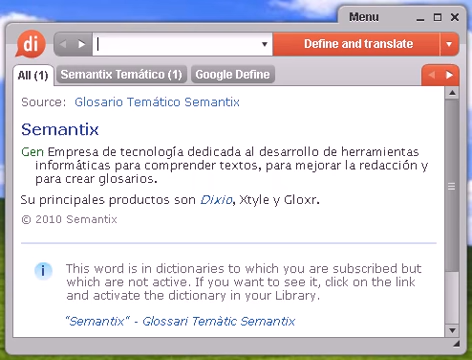 Menu
di
Define and translate
All (1)
Semantix Temático (1)
Google Define
Source: Glosario Temático Semantix
Semantix
Gen Empresa de tecnología dedicada al desarrollo de herramientas
informáticas para comprender textos, para mejorar la redacción y
para crear glosarios.
Su principales productos son Dixio, Xtyle y Gloxr.
© 2010 Semantix
i
This word is in dictionaries to which you are subscribed but
which are not active. If you want to see it, click on the link
and activate the dictionary in your Library.
"Semantix" - Glossari Temàtic Semantix